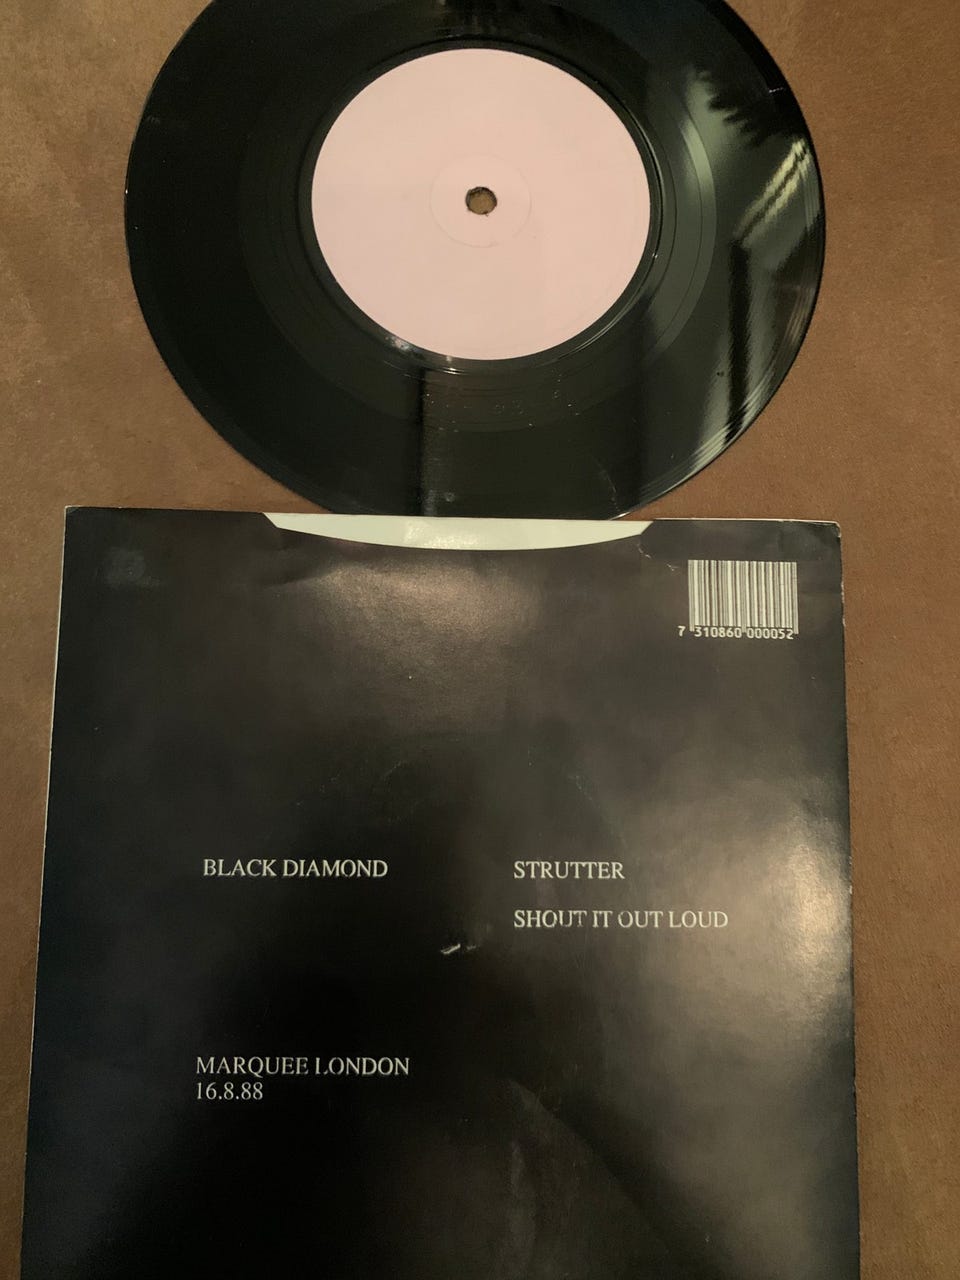 7 310860 000052
BLACK DIAMOND
STRUTTER
SHOUT IT OUT LOUD
MARQUEE LONDON
16.8.88